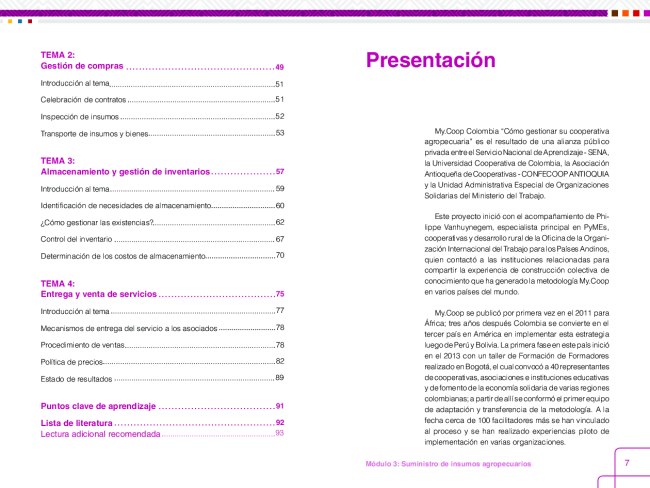 TEMA 2:
Gestión de compras ............................................ 49
Introducción al tema............................................51
Celebración de contratos............................................51
Inspección de insumos............................................52
Transporte de insumos y bienes............................................53
TEMA 3:
Almacenamiento y gestión de inventarios.................... 57
Introducción al tema............................................ 59
Identificación de necesidades de almacenamiento.................... 60
¿Cómo gestionar las existencias?............................................62
Control del inventario ............................................ 67
Determinación de los costos de almacenamiento.................... 70
TEMA 4:
Entrega y venta de servicios .............................. 75
Introducción al tema ............................................77
Mecanismos de entrega del servicio a los asociados ....................78
Procedimiento de ventas............................................78
Política de precios............................................82
Estado de resultados ............................................89
Puntos clave de aprendizaje .............................. 91
Lista de literatura ............................................ 92
Lectura adicional recomendada.............................. 93
Presentación
My.Coop Colombia "Cómo gestionar su cooperativa
agropecuaria" es el resultado de una alianza público
privada entre el Servicio Nacional de Aprendizaje - SENA,
la Universidad Cooperativa de Colombia, la Asociación
Antioqueña de Cooperativas - CONFECOOP ANTIOQUIA
y la Unidad Administrativa Especial de Organizaciones
Solidarias del Ministerio del Trabajo.
Este proyecto inició con el acompañamiento de Phi-
lippe Vanhuynegem, especialista principal en PyMEs,
cooperativas y desarrollo rural de la Oficina de la Organi-
zación Internacional del Trabajo para los Países Andinos,
quien contactó a las instituciones relacionadas para
compartir la experiencia de construcción colectiva de
conocimiento que ha generado la metodología My.Coop
en varios países del mundo.
My.Coop se publicó por primera vez en el 2011 para
África; tres años después Colombia se convierte en el
tercer país en América en implementar esta estrategia
luego de Perú y Bolivia. La primera fase en este país inició
en el 2013 con un taller de Formación de Formadores
realizado en Bogotá, el cual convocó a 40 representantes
de cooperativas, asociaciones e instituciones educativas
y de fomento de la economía solidaria de varias regiones
colombianas; a partir de allí se conformó el primer equipo
de adaptación y transferencia de la metodología. A la
fecha cerca de 100 facilitadores más se han vinculado
al proceso y se han realizado experiencias piloto de
implementación en varias organizaciones.
Módulo 3: Suministro de insumos agropecuarios
7